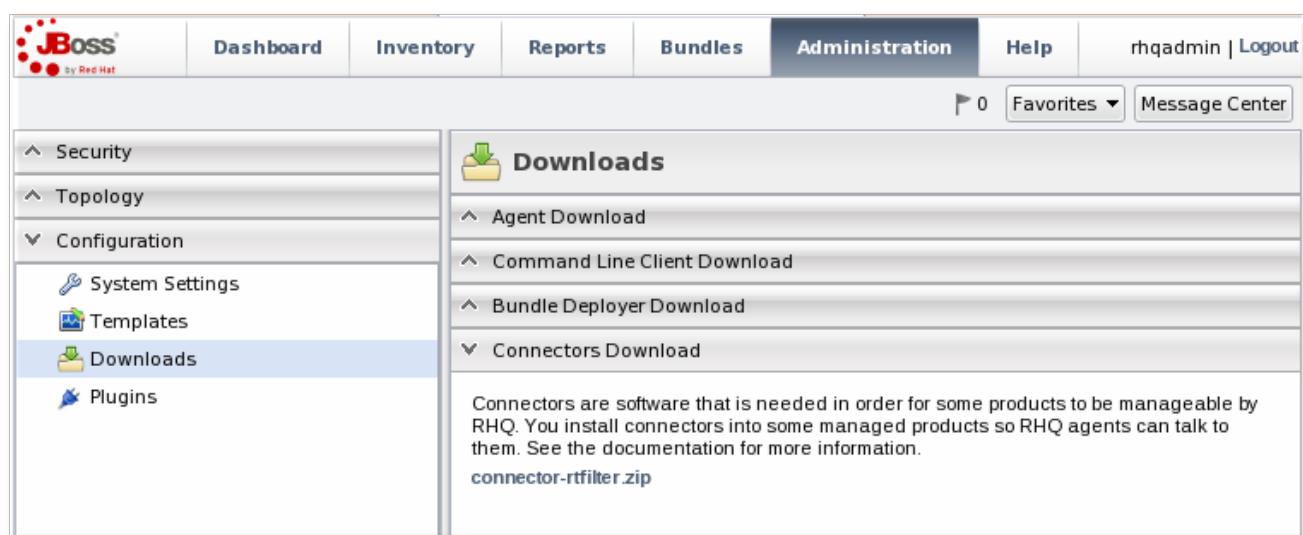 JBoss
by Red Hat
Dashboard Inventory Reports Bundles Administration Help rhqadmin | Logout
0 Favorites Message Center
Security
Topology
Configuration
System Settings
Templates
Downloads
Plugins
Downloads
Agent Download
Command Line Client Download
Bundle Deployer Download
Connectors Download
Connectors are software that is needed in order for some products to be manageable by
RHQ. You install connectors into some managed products so RHQ agents can talk to
them. See the documentation for more information.
connector-rtfilter.zip